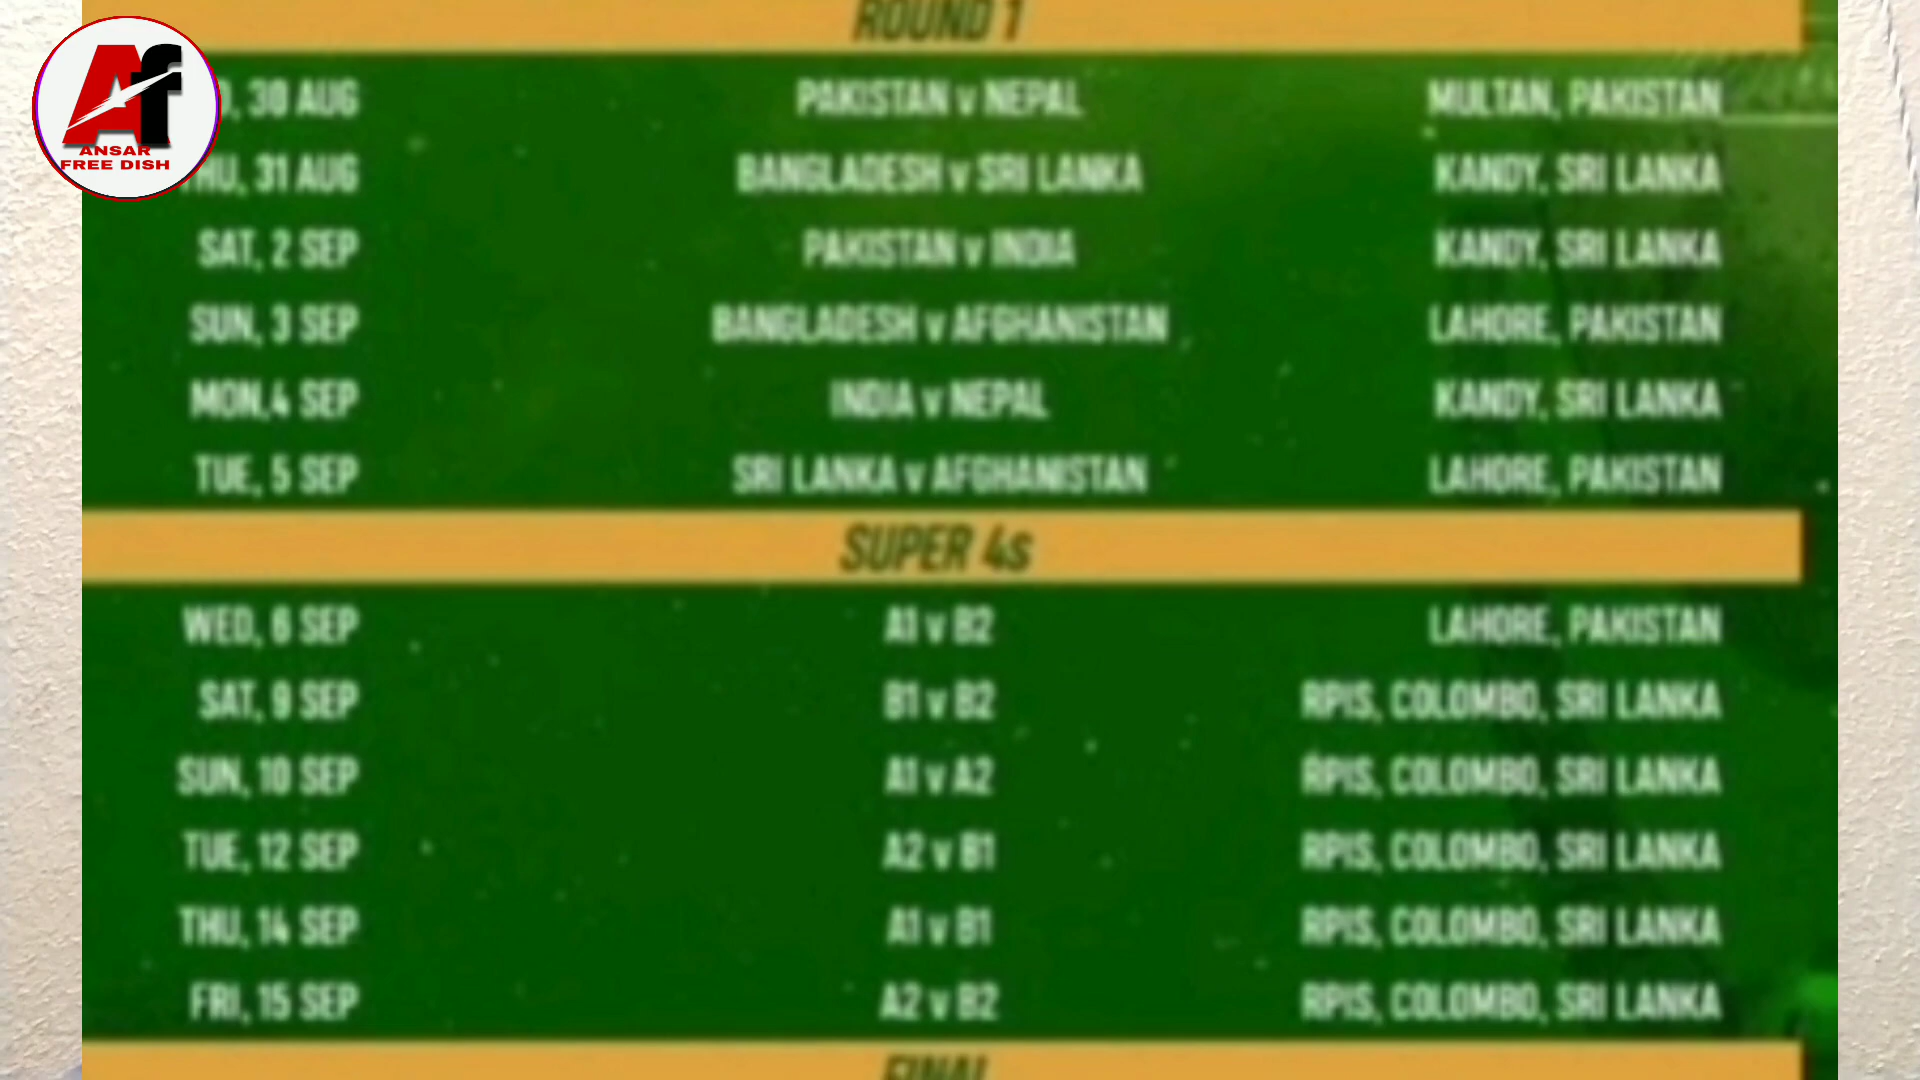 ROUND 1
AF
ANSAR
FREE DISH
, 30 AUG PAKISTAN v NEPAL MULTAN, PAKISTAN
THU, 31 AUG BANGLADESH v SRI LANKA KANDY, SRI LANKA
SAT, 2 SEP PAKISTAN v INDIA KANDY, SRI LANKA
SUN, 3 SEP BANGLADESH v AFGHANISTAN LAHORE, PAKISTAN
MON,4 SEP INDIA v NEPAL KANDY, SRI LANKA
TUE, 5 SEP SRI LANKA v AFGHANISTAN LAHORE, PAKISTAN
SUPER 4s
WED, 6 SEP A1 v B2 LAHORE, PAKISTAN
SAT, 9 SEP B1 v B2 RPIS, COLOMBO, SRI LANKA
SUN, 10 SEP A1 v A2 RPIS, COLOMBO, SRI LANKA
TUE, 12 SEP A2 v B1 RPIS, COLOMBO, SRI LANKA
THU, 14 SEP A1 v B1 RPIS, COLOMBO, SRI LANKA
FRI, 15 SEP A2 v B2 RPIS, COLOMBO, SRI LANKA
FINAL